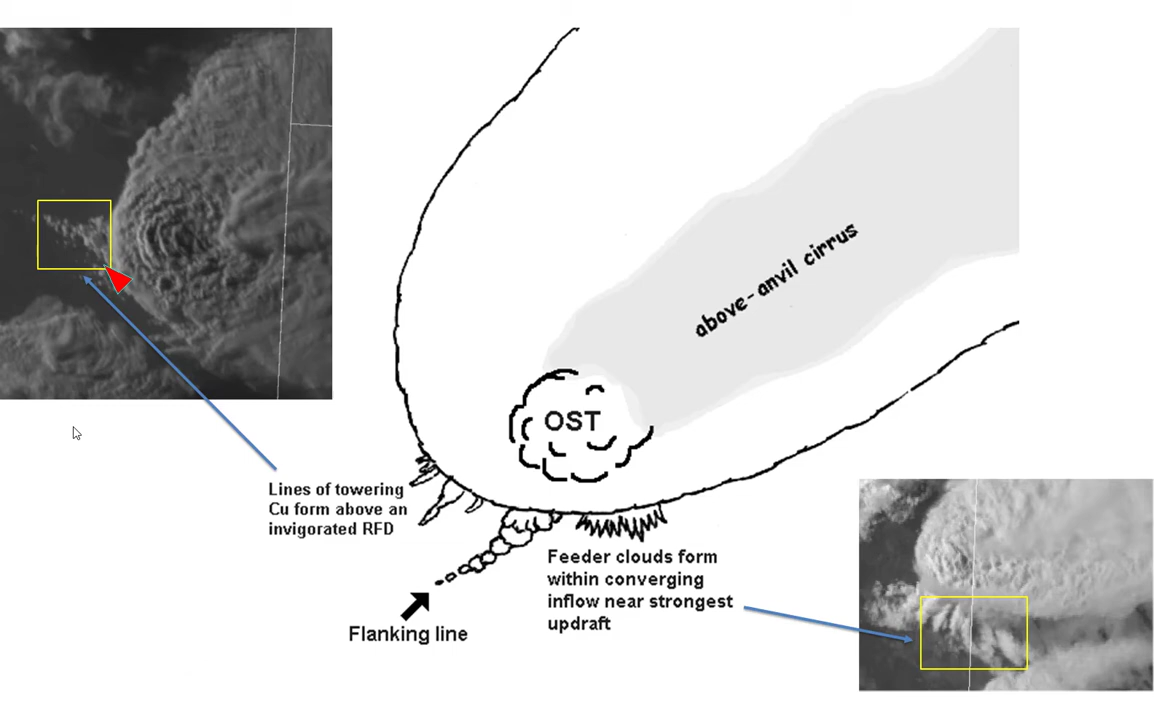 above-anvil cirrus
OST
Lines of towering
Cu form above an
invigorated RFD
Feeder clouds form
within converging
inflow near strongest
updraft
Flanking line